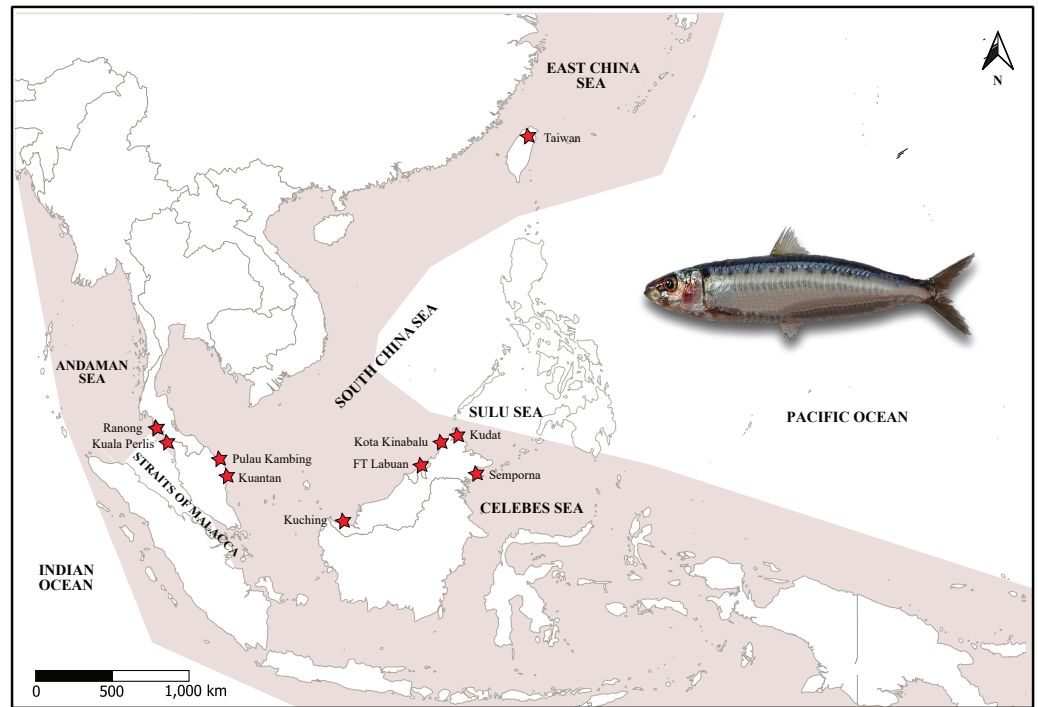 EAST CHINA
SEA
N
Taiwan
SOUTH CHINA SEA
ANDAMAN
SEA
SULU SEA
PACIFIC OCEAN
Ranong
Kuala Perlis
Kota Kinabalu
Kudat
Pulau Kambing
FT Labuan
Kuantan
Semporna
STRAITS OF MALACCA
Kuching
CELEBES SEA
INDIAN
OCEAN
0 500 1,000 km